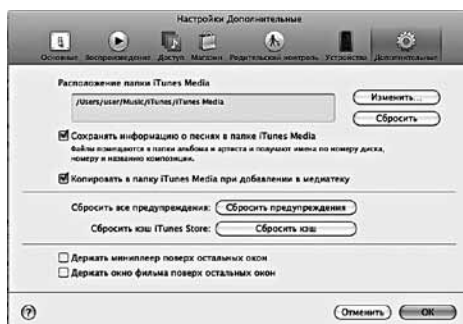 Настройки Дополнительные
Основные Воспроизведение Доступ Магазин Родительский контроль Устройства Дополнительные
Расположение папки iTunes Media
/Users/user/Music/iTunes/iTunes Media
Изменить...
Сбросить
Сохранять информацию о песнях в папке iTunes Media
Файлы помещаются в папки альбома и артиста и получают имена по номеру диска,
номеру и названию композиции.
Копировать в папку iTunes Media при добавлении в медиатеку
Сбросить все предупреждения: Сбросить предупреждения
Сбросить кэш iTunes Store: Сбросить кэш
Держать миниплеер поверх остальных окон
Держать окно фильма поверх остальных окон
? Отменить OK